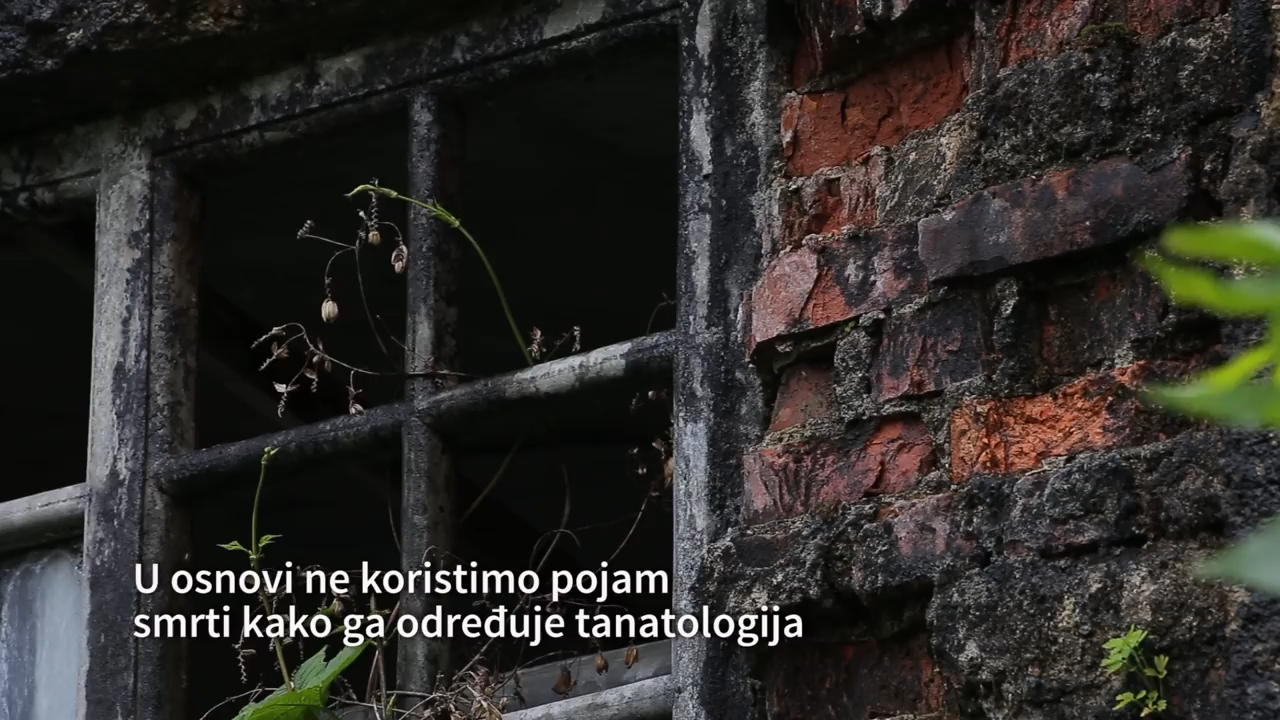 U osnovi ne koristimo pojam
smrti kako ga određuje tanatologija